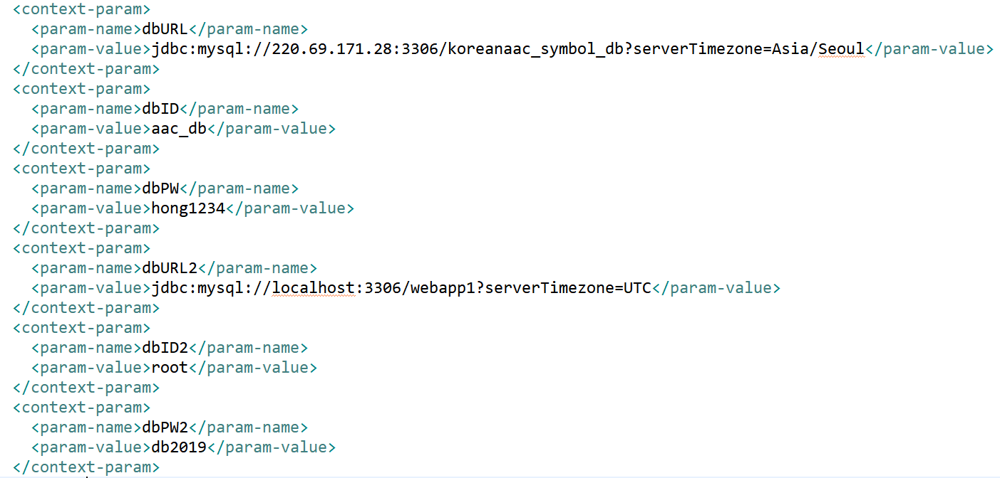 <context-param>
<param-name>dbURL</param-name>
<param-value>jdbc:mysql://220.69.171.28:3306/koreanaac_symbol_db?serverTimezone=Asia/Seoul</param-value>
</context-param>
<context-param>
<param-name>dbID</param-name>
<param-value>aac_db</param-value>
</context-param>
<context-param>
<param-name>dbPW</param-name>
<param-value>hong1234</param-value>
</context-param>
<context-param>
<param-name>dbURL2</param-name>
<param-value>jdbc:mysql://localhost:3306/webapp1?serverTimezone=UTC</param-value>
</context-param>
<context-param>
<param-name>dbID2</param-name>
<param-value>root</param-value>
</context-param>
<context-param>
<param-name>dbPW2</param-name>
<param-value>db2019</param-value>
</context-param>